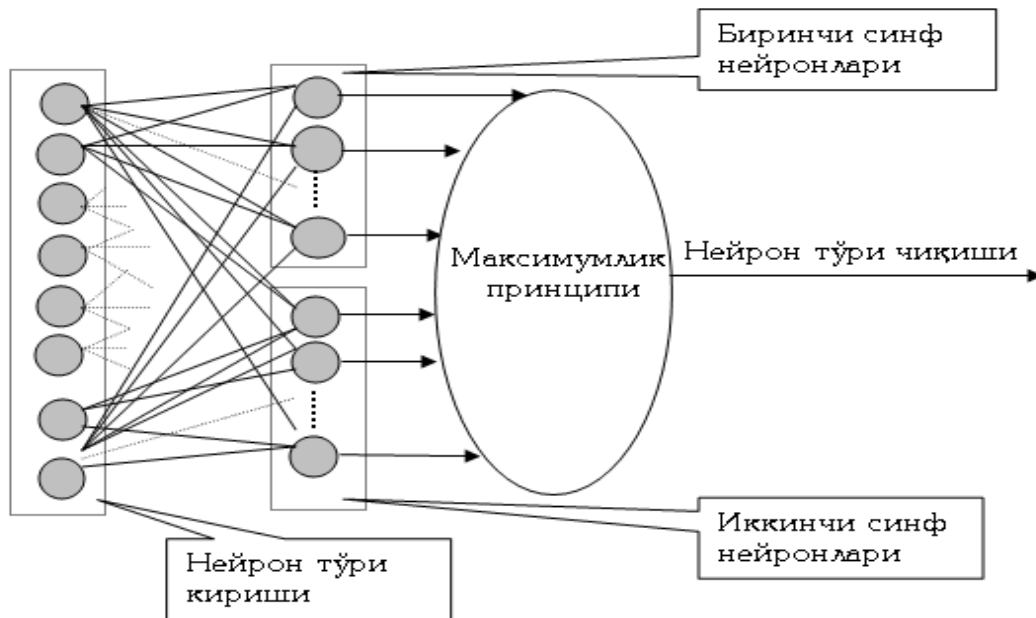 Биринчи синф
нейронлари
Максимумлик
принципи
Нейрон тўри чиқиши
Иккинчи синф
нейронлари
Нейрон тўри
кириши